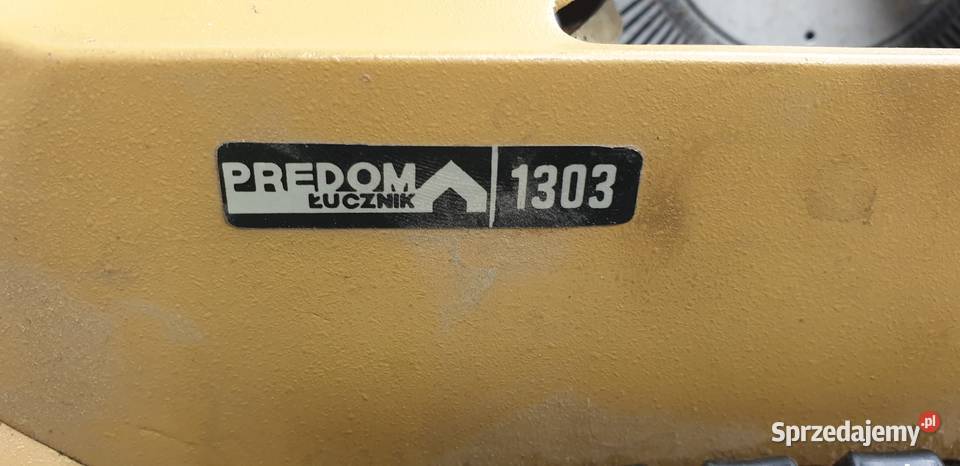 PREDOM
ŁUCZNIK
1303
Sprzedajemy.pl